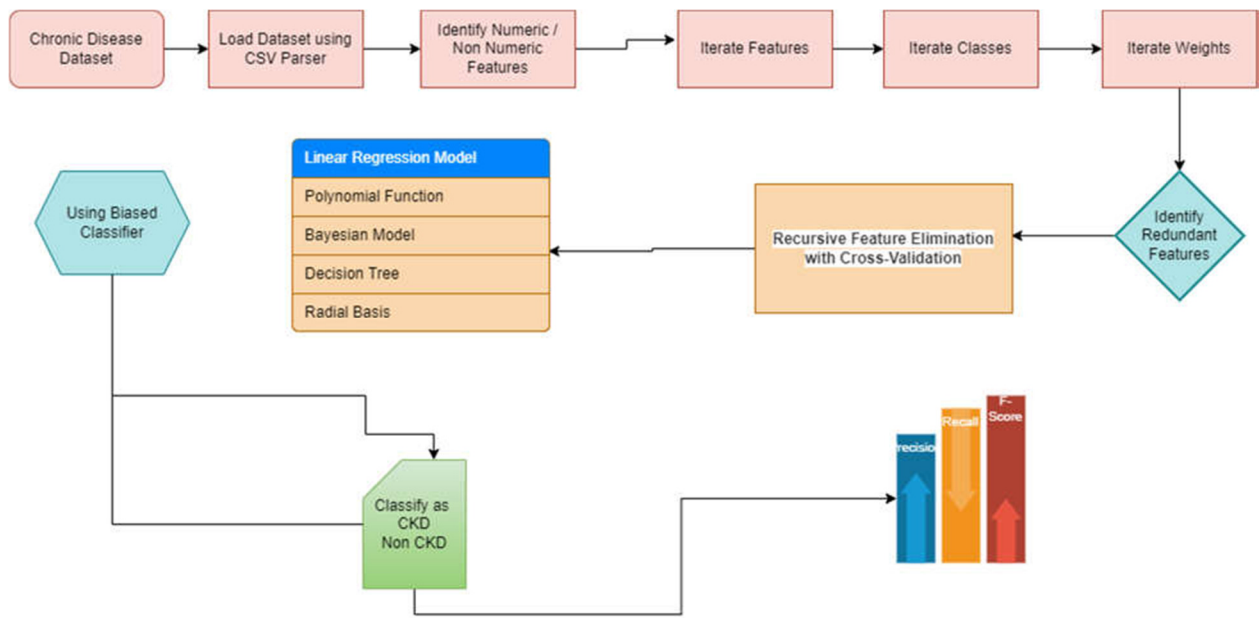 Chronic Disease
Dataset
Load Dataset using
CSV Parser
Identify Numeric /
Non Numeric
Features
Iterate Features
Iterate Classes
Iterate Weights
Linear Regression Model
Polynomial Function
Bayesian Model
Decision Tree
Radial Basis
Using Biased
Classifier
Recursive Feature Elimination
with Cross-Validation
Identify
Redundant
Features
Classify as
CKD
Non CKD
recisio
Recall
F-
Score